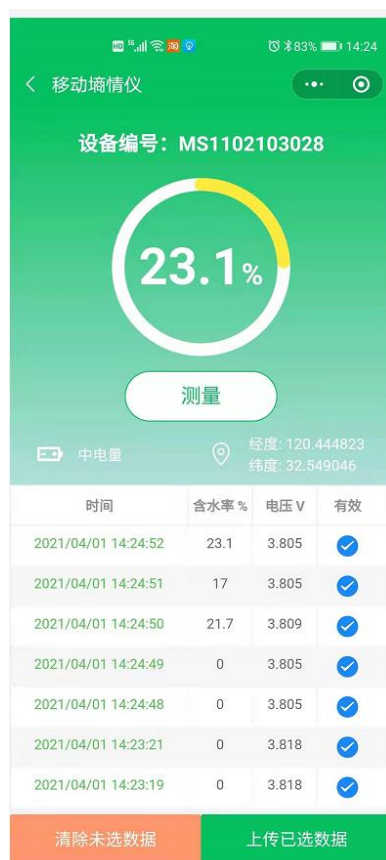 HD 5G 淘 83% 14:24
移动墒情仪
设备编号：MS1102103028
23.1%
测量
中电量
经度: 120.444823
纬度: 32.549046
时间 含水率 % 电压 V 有效
2021/04/01 14:24:52 23.1 3.805
2021/04/01 14:24:51 17 3.805
2021/04/01 14:24:50 21.7 3.809
2021/04/01 14:24:49 0 3.805
2021/04/01 14:24:48 0 3.805
2021/04/01 14:23:21 0 3.818
2021/04/01 14:23:19 0 3.818
清除未选数据 上传已选数据